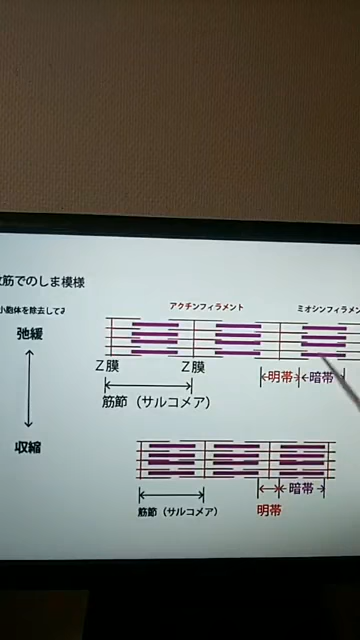 筋でのしま模様
小胞体を除去して
アクチンフィラメント
ミオシンフィラメン
弛緩
Z膜
Z膜
明帯
暗帯
筋節（サルコメア）
収縮
筋節（サルコメア）
明帯
暗帯